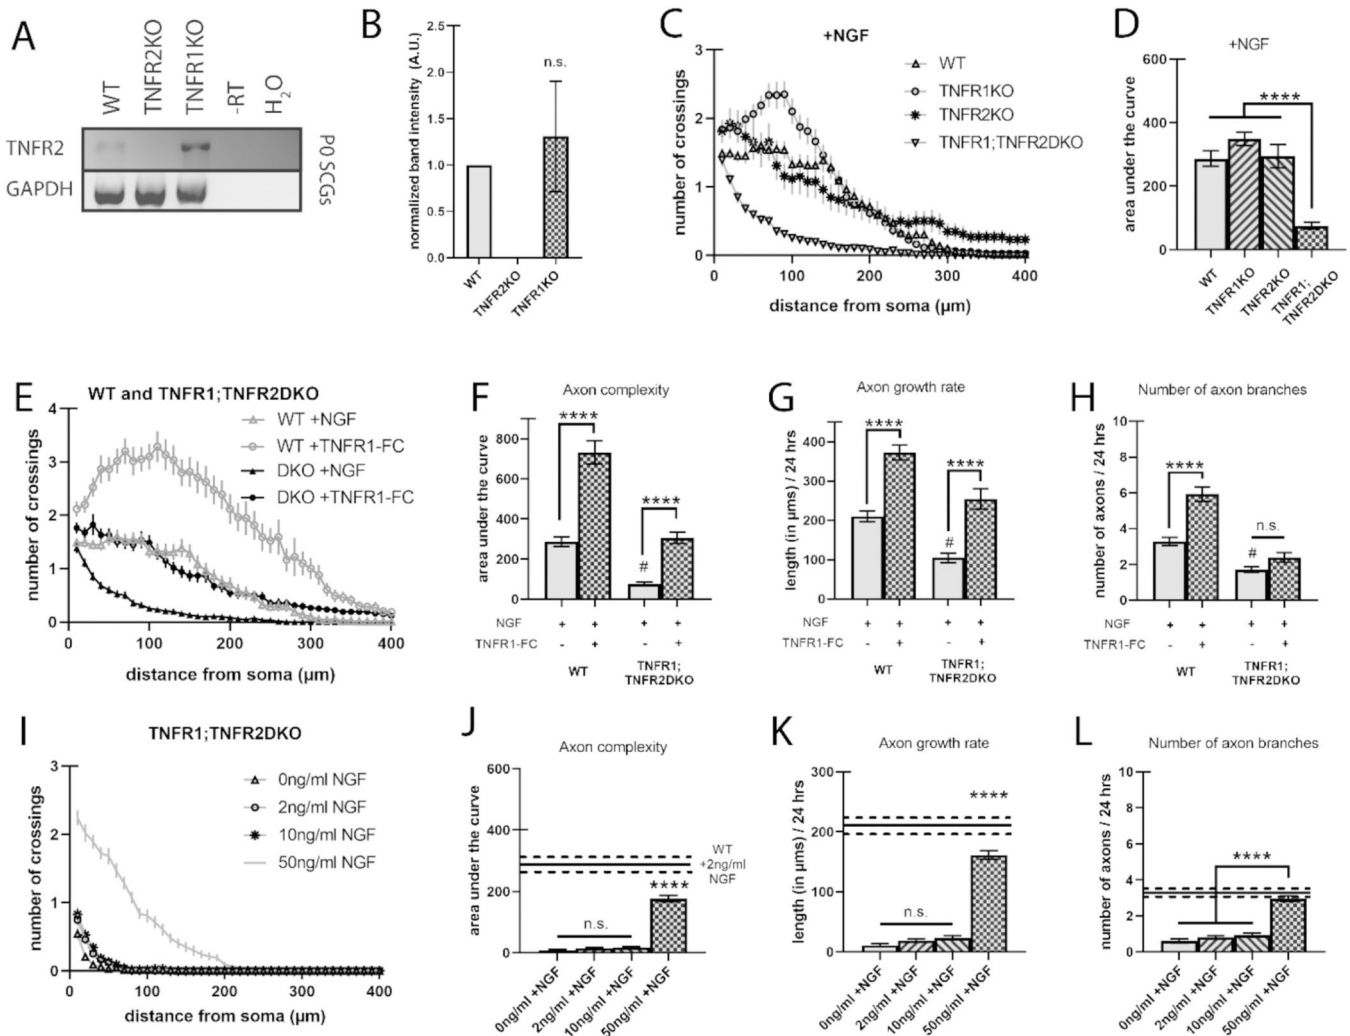 A
WT
TNFR2KO
TNFR1KO
-RT
H₂O
TNFR2
GAPDH
P0 SCGs
B
normalized band intensity (A.U.)
2.5
2.0
1.5
1.0
0.5
0.0
n.s.
WT
TNFR2KO
TNFR1KO
C
+NGF
number of crossings
3
2
1
0
WT
TNFR1KO
TNFR2KO
TNFR1;TNFR2DKO
0 100 200 300 400
distance from soma (µm)
D
+NGF
area under the curve
600
400
200
0
****
WT
TNFR1KO
TNFR2KO
TNFR1;
TNFR2DKO
E
WT and TNFR1;TNFR2DKO
number of crossings
4
3
2
1
0
WT +NGF
WT +TNFR1-FC
DKO +NGF
DKO +TNFR1-FC
0 100 200 300 400
distance from soma (µm)
F
Axon complexity
area under the curve
800
600
400
200
0
****
****
#
NGF + + + +
TNFR1-FC - + - +
WT
TNFR1;
TNFR2DKO
G
Axon growth rate
length (in µms) / 24 hrs
400
300
200
100
0
****
****
#
NGF + + + +
TNFR1-FC - + - +
WT
TNFR1;
TNFR2DKO
H
Number of axon branches
number of axons / 24 hrs
10
8
6
4
2
0
****
n.s.
#
NGF + + + +
TNFR1-FC - + - +
WT
TNFR1;
TNFR2DKO
I
TNFR1;TNFR2DKO
number of crossings
3
2
1
0
0ng/ml NGF
2ng/ml NGF
10ng/ml NGF
50ng/ml NGF
0 100 200 300 400
distance from soma (µm)
J
Axon complexity
area under the curve
600
400
200
0
WT
+2ng/ml
NGF
****
n.s.
0ng/ml +NGF
2ng/ml +NGF
10ng/ml +NGF
50ng/ml +NGF
K
Axon growth rate
length (in µms) / 24 hrs
300
200
100
0
****
n.s.
0ng/ml +NGF
2ng/ml +NGF
10ng/ml +NGF
50ng/ml +NGF
L
Number of axon branches
number of axons / 24 hrs
10
8
6
4
2
0
****
0ng/ml +NGF
2ng/ml +NGF
10ng/ml +NGF
50ng/ml +NGF